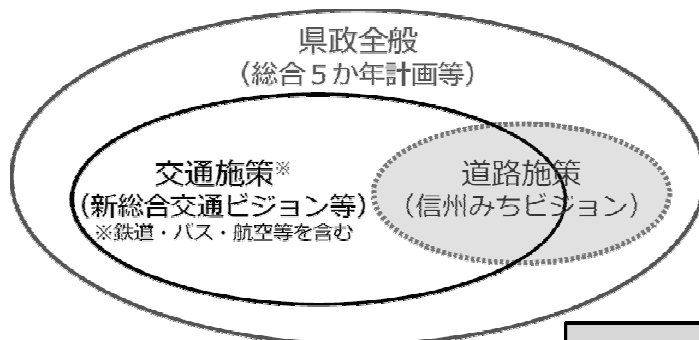 県政全般
（総合５か年計画等）
交通施策※
（新総合交通ビジョン等）
※鉄道・バス・航空等を含む
道路施策
（信州みちビジョン）